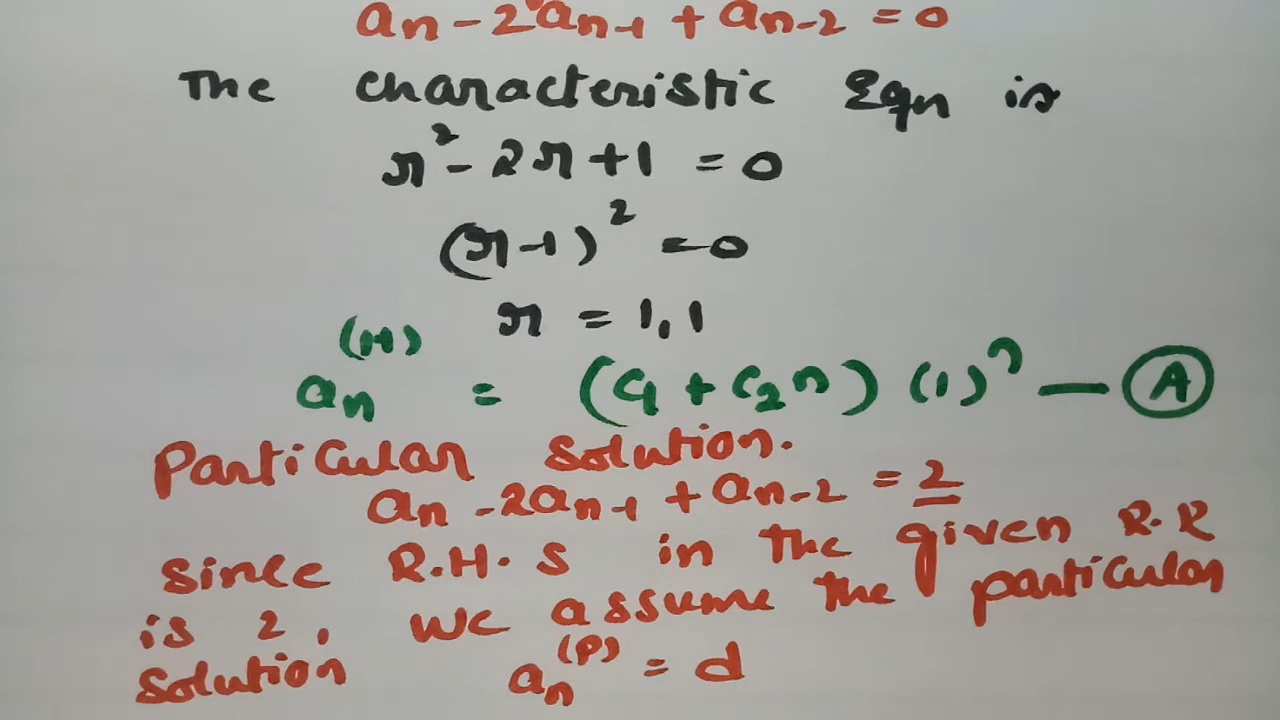 an - 2an-1 + an-2 = 0
The characteristic Eqn is
r² - 2r + 1 = 0
(r-1)² = 0
r = 1, 1
an^(H) = (C1 + C2n) (1)^n — A
Particular solution.
an - 2an-1 + an-2 = 2
Since R.H.S in the given R.R
is 2, we assume the particular
solution an^(P) = d